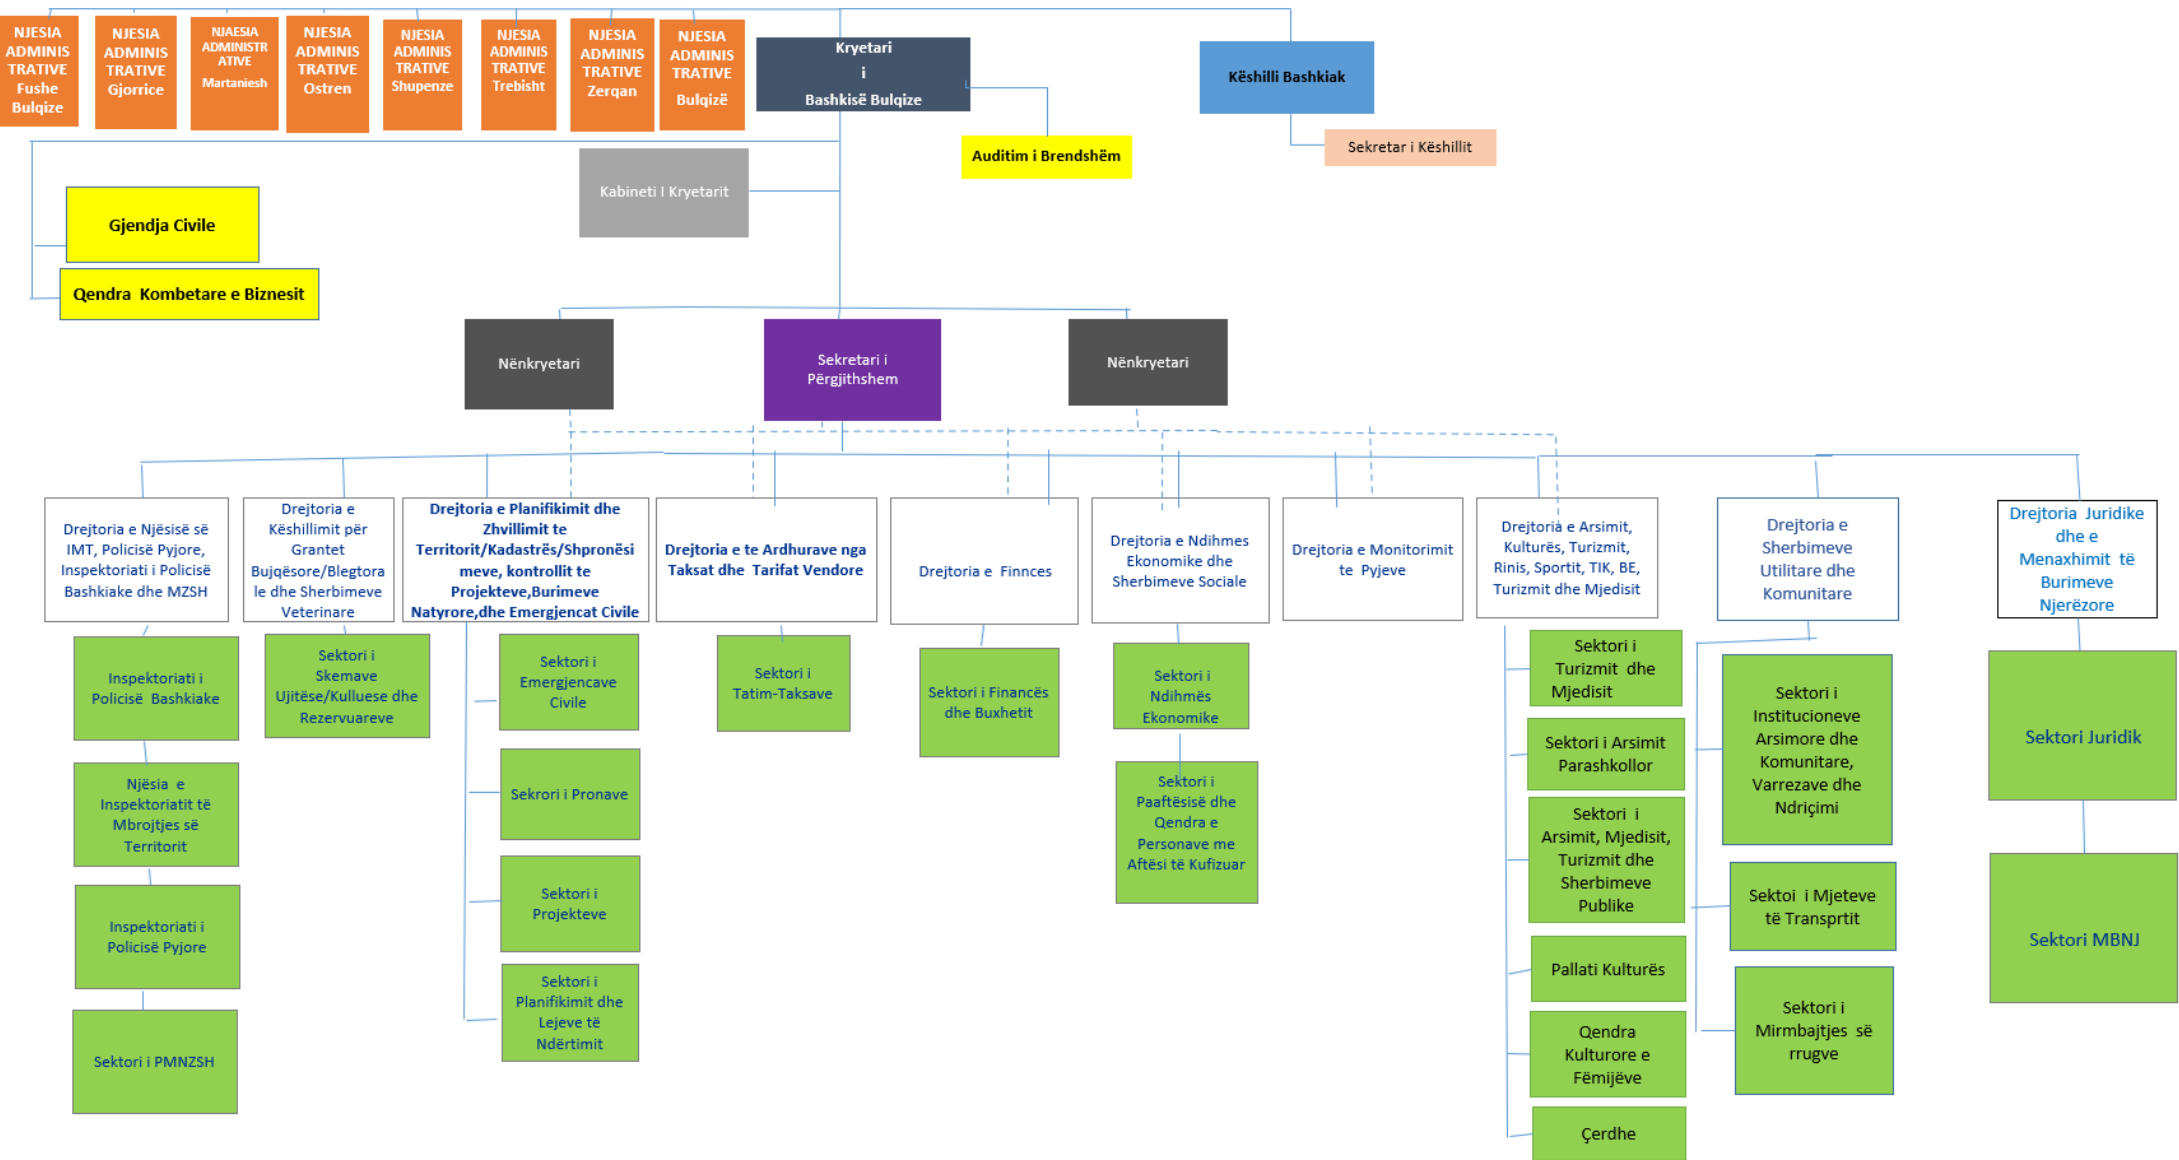 NJESIA
ADMINIS
TRATIVE
Fushe
Bulqize
NJESIA
ADMINIS
TRATIVE
Gjorrice
NJAESIA
ADMINISTR
ATIVE
Martaniesh
NJESIA
ADMINIS
TRATIVE
Ostren
NJESIA
ADMINIS
TRATIVE
Shupenze
NJESIA
ADMINIS
TRATIVE
Trebisht
NJESIA
ADMINIS
TRATIVE
Zerqan
NJESIA
ADMINIS
TRATIVE
Bulqizë
Kryetari
i
Bashkisë Bulqize
Këshilli Bashkiak
Auditim i Brendshëm
Sekretar i Këshillit
Kabineti I Kryetarit
Gjendja Civile
Qendra Kombetare e Biznesit
Nënkryetari
Sekretari i
Përgjithshem
Nënkryetari
Drejtoria e Njësisë së
IMT, Policisë Pyjore,
Inspektoriati i Policisë
Bashkiake dhe MZSH
Drejtoria e
Këshillimit për
Grantet
Bujqësore/Blegtora
le dhe Sherbimeve
Veterinare
Drejtoria e Planifikimit dhe
Zhvillimit te
Territorit/Kadastrës/Shpronësi
meve, kontrollit te
Projekteve,Burimeve
Natyrore,dhe Emergjencat Civile
Drejtoria e te Ardhurave nga
Taksat dhe Tarifat Vendore
Drejtoria e Finnces
Drejtoria e Ndihmes
Ekonomike dhe
Sherbimeve Sociale
Drejtoria e Monitorimit
te Pyjeve
Drejtoria e Arsimit,
Kulturës, Turizmit,
Rinis, Sportit, TIK, BE,
Turizmit dhe Mjedisit
Drejtoria e
Sherbimeve
Utilitare dhe
Komunitare
Drejtoria Juridike
dhe e
Menaxhimit të
Burimeve
Njerëzore
Inspektoriati i
Policisë Bashkiake
Njësia e
Inspektoriatit të
Mbrojtjes së
Territorit
Inspektoriati i
Policisë Pyjore
Sektori i PMNZSH
Sektori i
Skemave
Ujitëse/Kulluese dhe
Rezervuareve
Sektori i
Emergjencave
Civile
Sekrori i Pronave
Sektori i
Projekteve
Sektori i
Planifikimit dhe
Lejeve të
Ndërtimit
Sektori i
Tatim-Taksave
Sektori i Financës
dhe Buxhetit
Sektori i
Ndihmës
Ekonomike
Sektori i
Paaftësisë dhe
Qendra e
Personave me
Aftësi të Kufizuar
Sektori i
Turizmit dhe
Mjedisit
Sektori i Arsimit
Parashkollor
Sektori i
Arsimit, Mjedisit,
Turizmit dhe
Sherbimeve
Publike
Pallati Kulturës
Qendra
Kulturore e
Fëmijëve
Çerdhe
Sektori i
Institucioneve
Arsimore dhe
Komunitare,
Varrezave dhe
Ndriçimi
Sektoi i Mjeteve
të Transprtit
Sektori i
Mirmbajtjes së
rrugve
Sektori Juridik
Sektori MBNJ